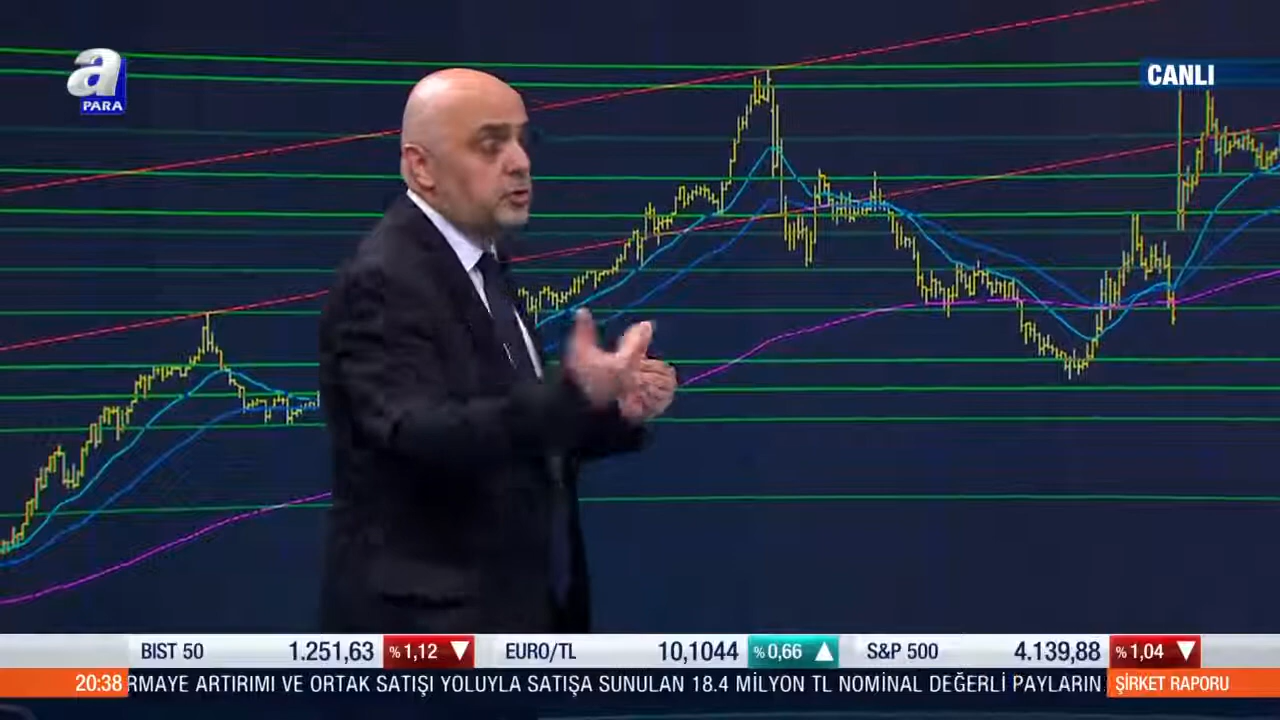 a
PARA
CANLI
BIST 50 1.251,63 % 1,12 EURO/TL 10,1044 % 0,66 S&P 500 4.139,88 % 1,04
20:38 RMAYE ARTIRIMI VE ORTAK SATIŞI YOLUYLA SATIŞA SUNULAN 18.4 MİLYON TL NOMİNAL DEĞERLİ PAYLARIN ŞİRKET RAPORU